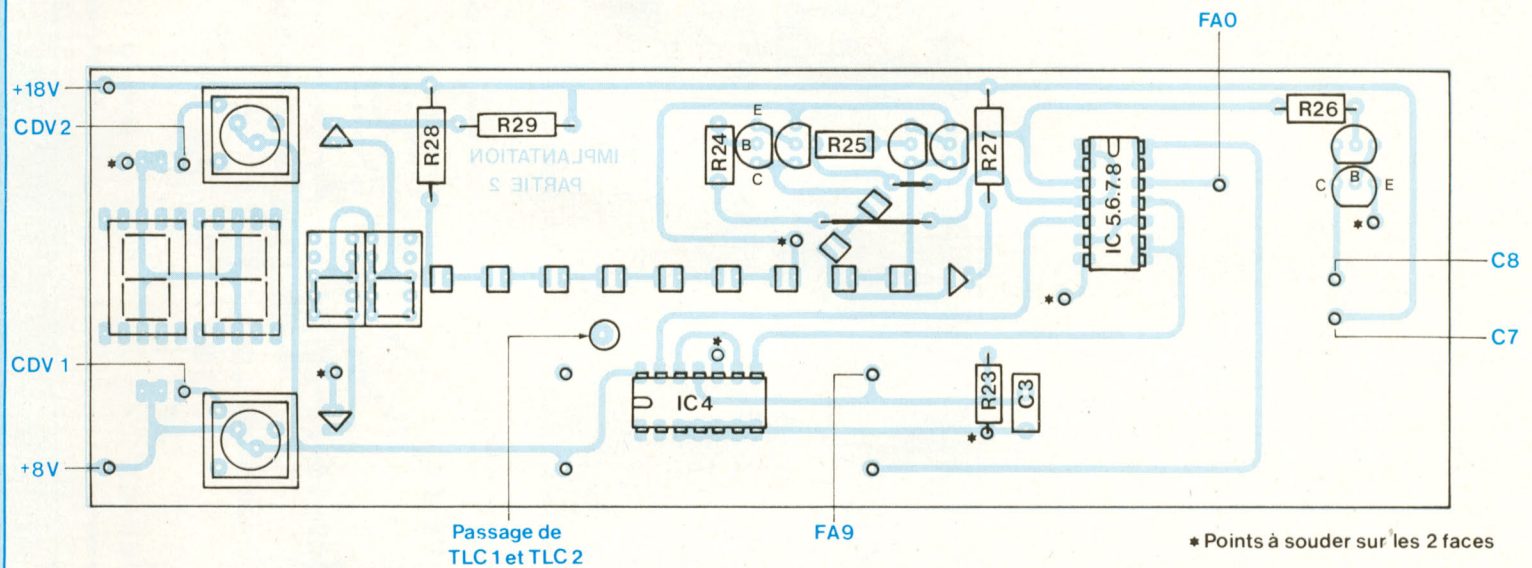 FA0
+18V
CDV 2
R28
R29
R24
E
B
C
R25
R27
R26
IMPLANTATION
PARTIE 2
IC 5.6.7.8
C
B
E
C8
C7
CDV 1
IC4
R23
C3
+8V
Passage de
TLC 1 et TLC 2
FA9
* Points à souder sur les 2 faces